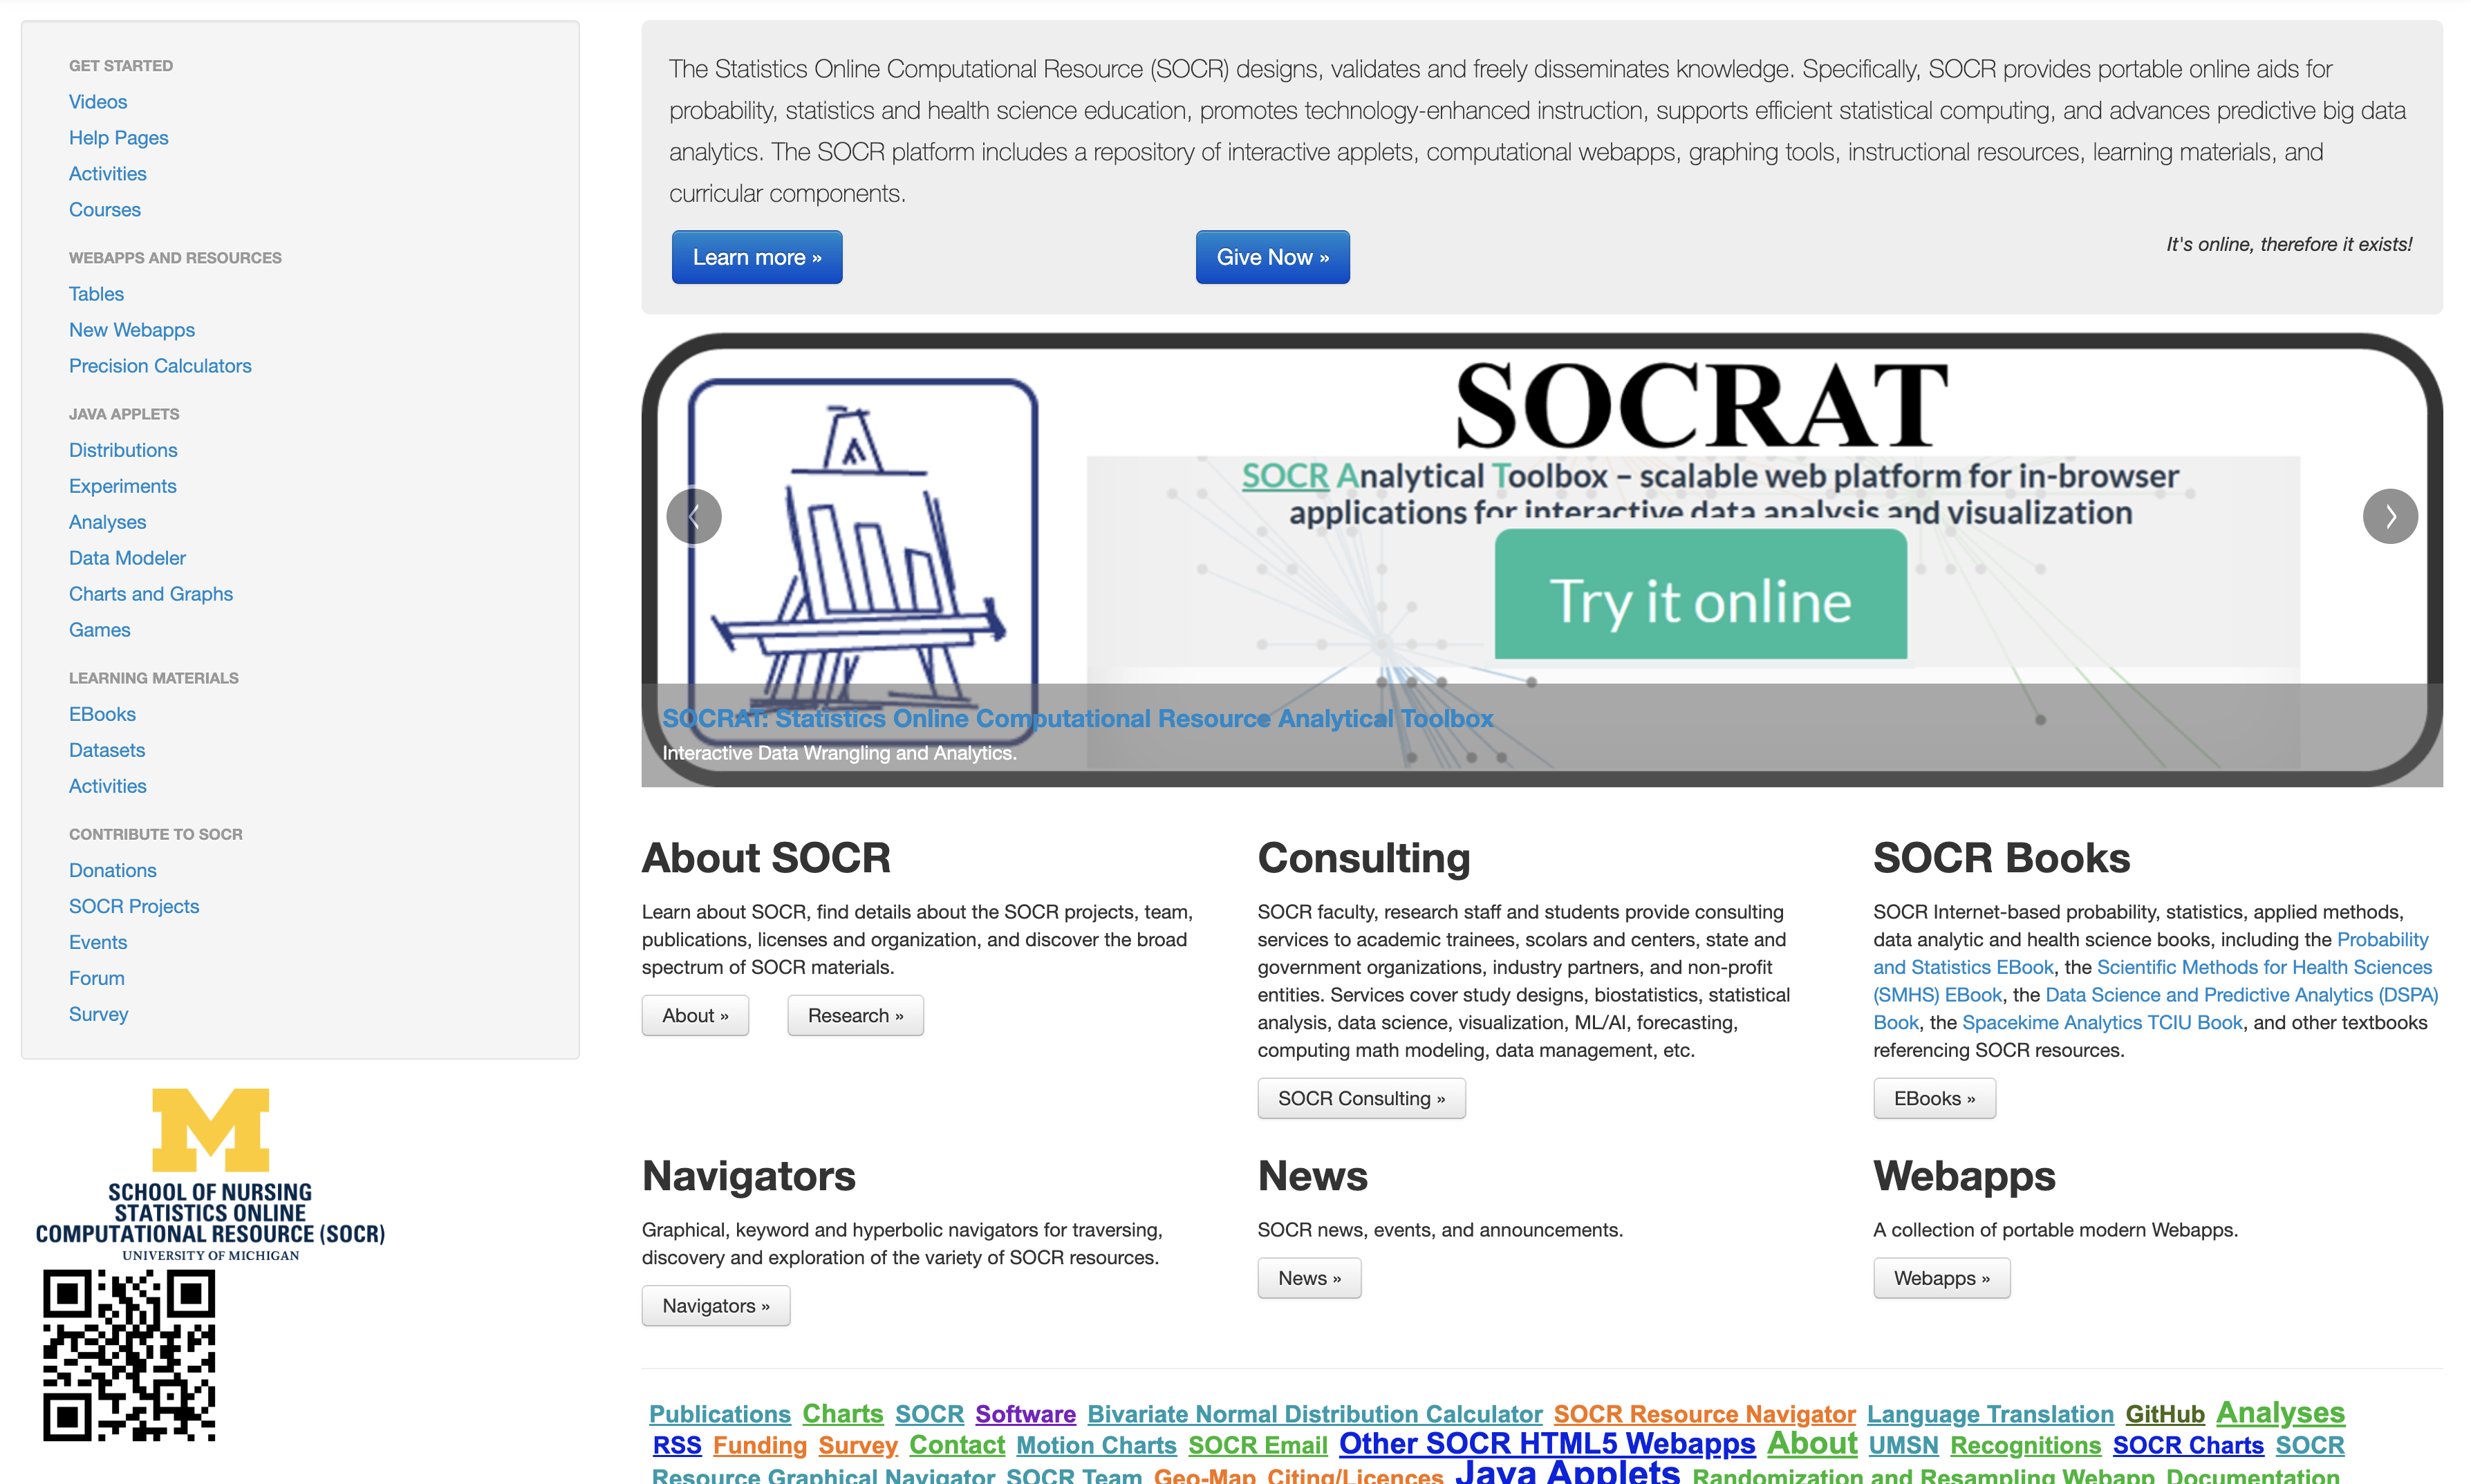 GET STARTED
Videos
Help Pages
Activities
Courses
WEBAPPS AND RESOURCES
Tables
New Webapps
Precision Calculators
JAVA APPLETS
Distributions
Experiments
Analyses
Data Modeler
Charts and Graphs
Games
LEARNING MATERIALS
EBooks
Datasets
Activities
CONTRIBUTE TO SOCR
Donations
SOCR Projects
Events
Forum
Survey
SCHOOL OF NURSING
STATISTICS ONLINE
COMPUTATIONAL RESOURCE (SOCR)
UNIVERSITY OF MICHIGAN
The Statistics Online Computational Resource (SOCR) designs, validates and freely disseminates knowledge. Specifically, SOCR provides portable online aids for
probability, statistics and health science education, promotes technology-enhanced instruction, supports efficient statistical computing, and advances predictive big data
analytics. The SOCR platform includes a repository of interactive applets, computational webapps, graphing tools, instructional resources, learning materials, and
curricular components.
Learn more »
Give Now »
It's online, therefore it exists!
SOCRAT
SOCR Analytical Toolbox – scalable web platform for in-browser
applications for interactive data analysis and visualization
Try it online
SOCRAT: Statistics Online Computational Resource Analytical Toolbox
Interactive Data Wrangling and Analytics.
About SOCR
Learn about SOCR, find details about the SOCR projects, team,
publications, licenses and organization, and discover the broad
spectrum of SOCR materials.
About »
Research »
Consulting
SOCR faculty, research staff and students provide consulting
services to academic trainees, scolars and centers, state and
government organizations, industry partners, and non-profit
entities. Services cover study designs, biostatistics, statistical
analysis, data science, visualization, ML/AI, forecasting,
computing math modeling, data management, etc.
SOCR Consulting »
SOCR Books
SOCR Internet-based probability, statistics, applied methods,
data analytic and health science books, including the Probability
and Statistics EBook, the Scientific Methods for Health Sciences
(SMHS) EBook, the Data Science and Predictive Analytics (DSPA)
Book, the Spacekime Analytics TCIU Book, and other textbooks
referencing SOCR resources.
EBooks »
Navigators
Graphical, keyword and hyperbolic navigators for traversing,
discovery and exploration of the variety of SOCR resources.
Navigators »
News
SOCR news, events, and announcements.
News »
Webapps
A collection of portable modern Webapps.
Webapps »
Publications Charts SOCR Software Bivariate Normal Distribution Calculator SOCR Resource Navigator Language Translation GitHub Analyses
RSS Funding Survey Contact Motion Charts SOCR Email Other SOCR HTML5 Webapps About UMSN Recognitions SOCR Charts SOCR
Resource Graphical Navigator SOCR Team Geo-Map Citing/Licences Java Applets Randomization and Resampling Webapp Documentation